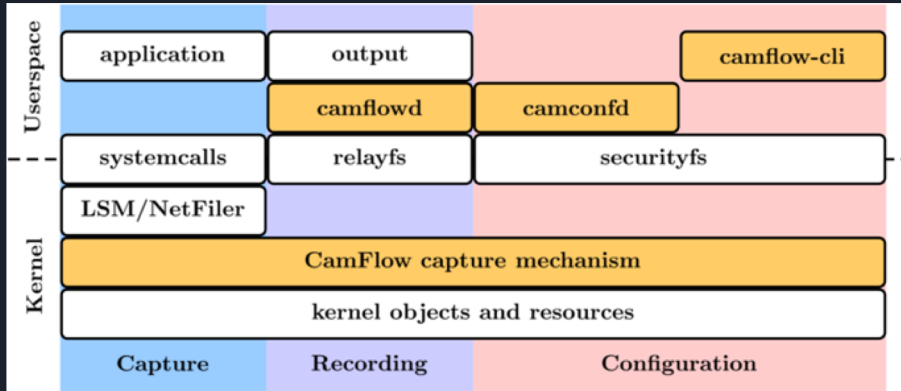 Userspace
application
output
camflow-cli
camflowd
camconfd
systemcalls
relayfs
securityfs
Kernel
LSM/NetFiler
CamFlow capture mechanism
kernel objects and resources
Capture
Recording
Configuration